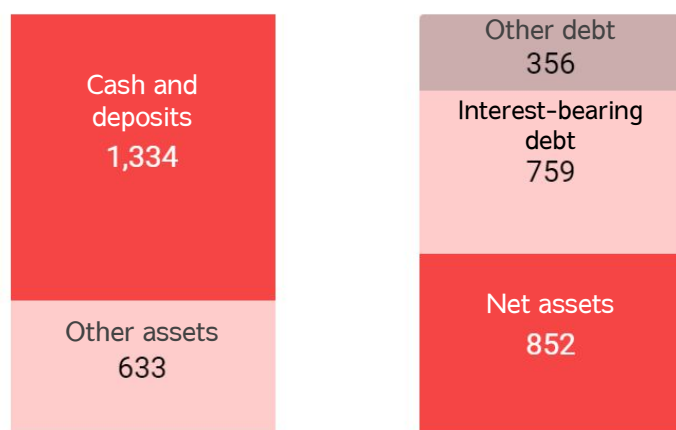 Cash and
deposits
1,334
Other assets
633
Other debt
356
Interest-bearing
debt
759
Net assets
852